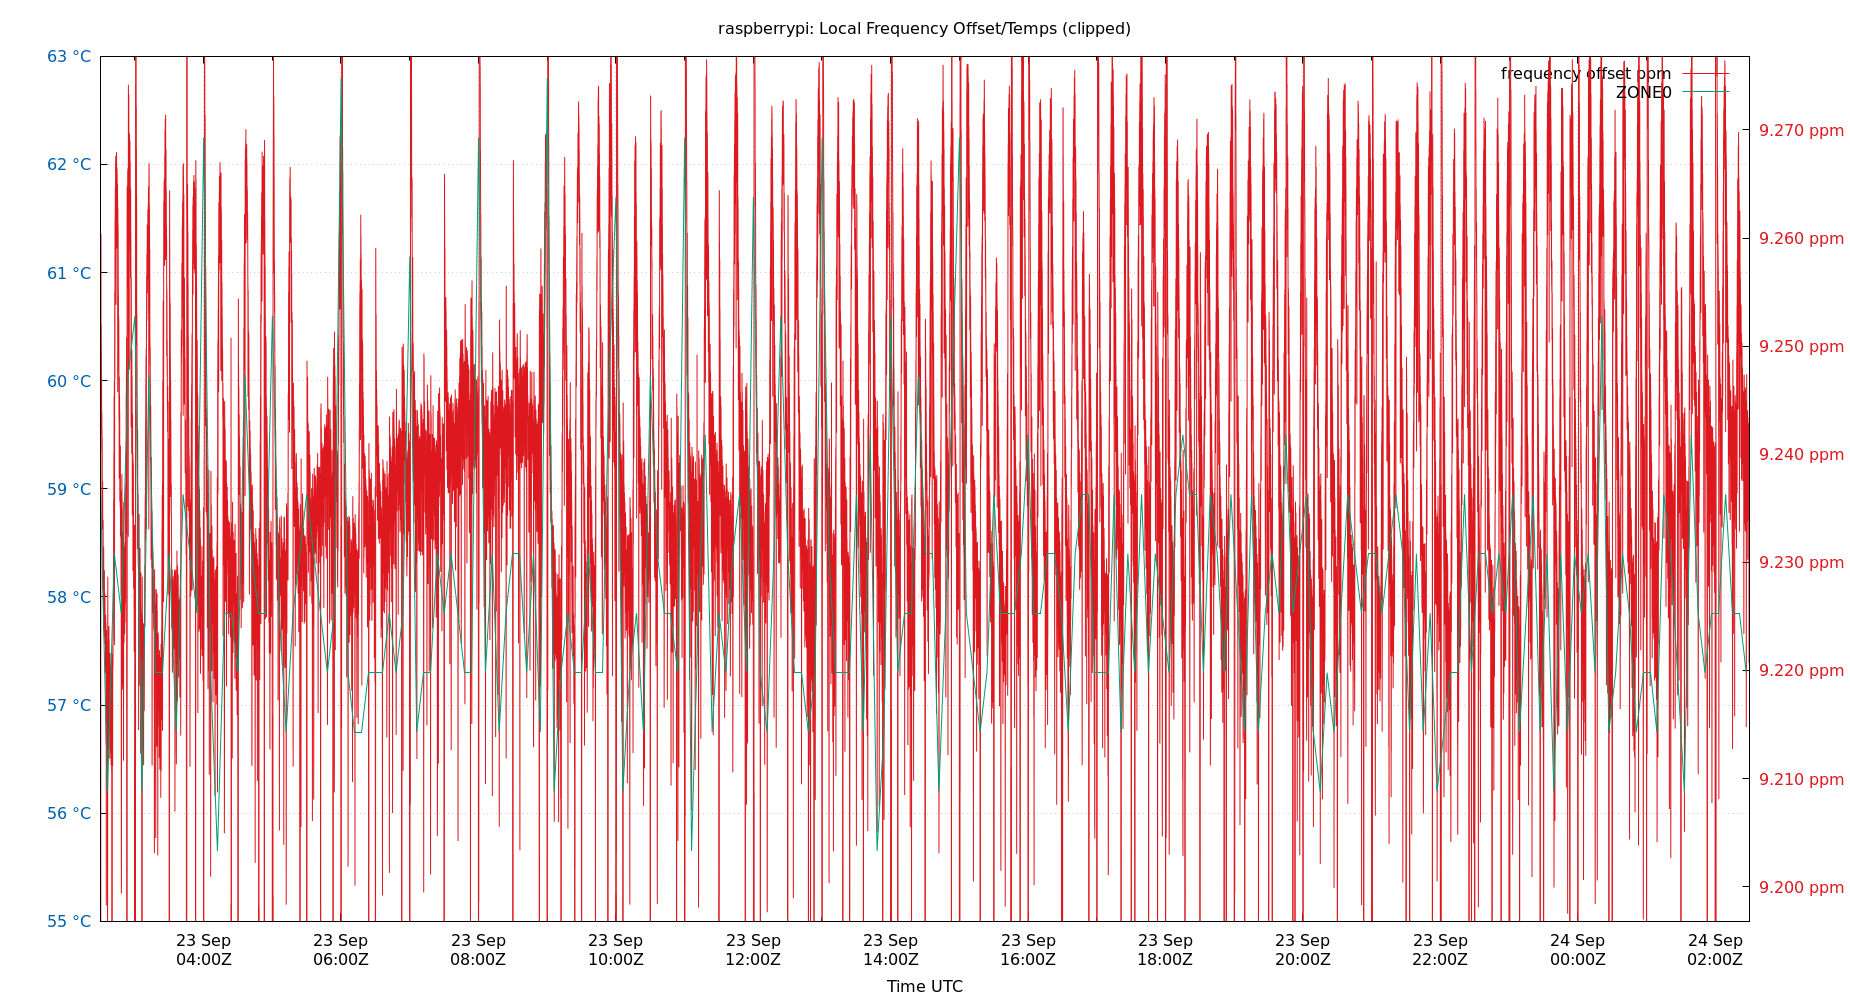 raspberrypi: Local Frequency Offset/Temps (clipped)
63 °C
62 °C
61 °C
60 °C
59 °C
58 °C
57 °C
56 °C
55 °C
frequency offset ppm
ZONE0
9.270 ppm
9.260 ppm
9.250 ppm
9.240 ppm
9.230 ppm
9.220 ppm
9.210 ppm
9.200 ppm
23 Sep 23 Sep 23 Sep 23 Sep 23 Sep 23 Sep 23 Sep 23 Sep 23 Sep 23 Sep 24 Sep 24 Sep
04:00Z 06:00Z 08:00Z 10:00Z 12:00Z 14:00Z 16:00Z 18:00Z 20:00Z 22:00Z 00:00Z 02:00Z
Time UTC